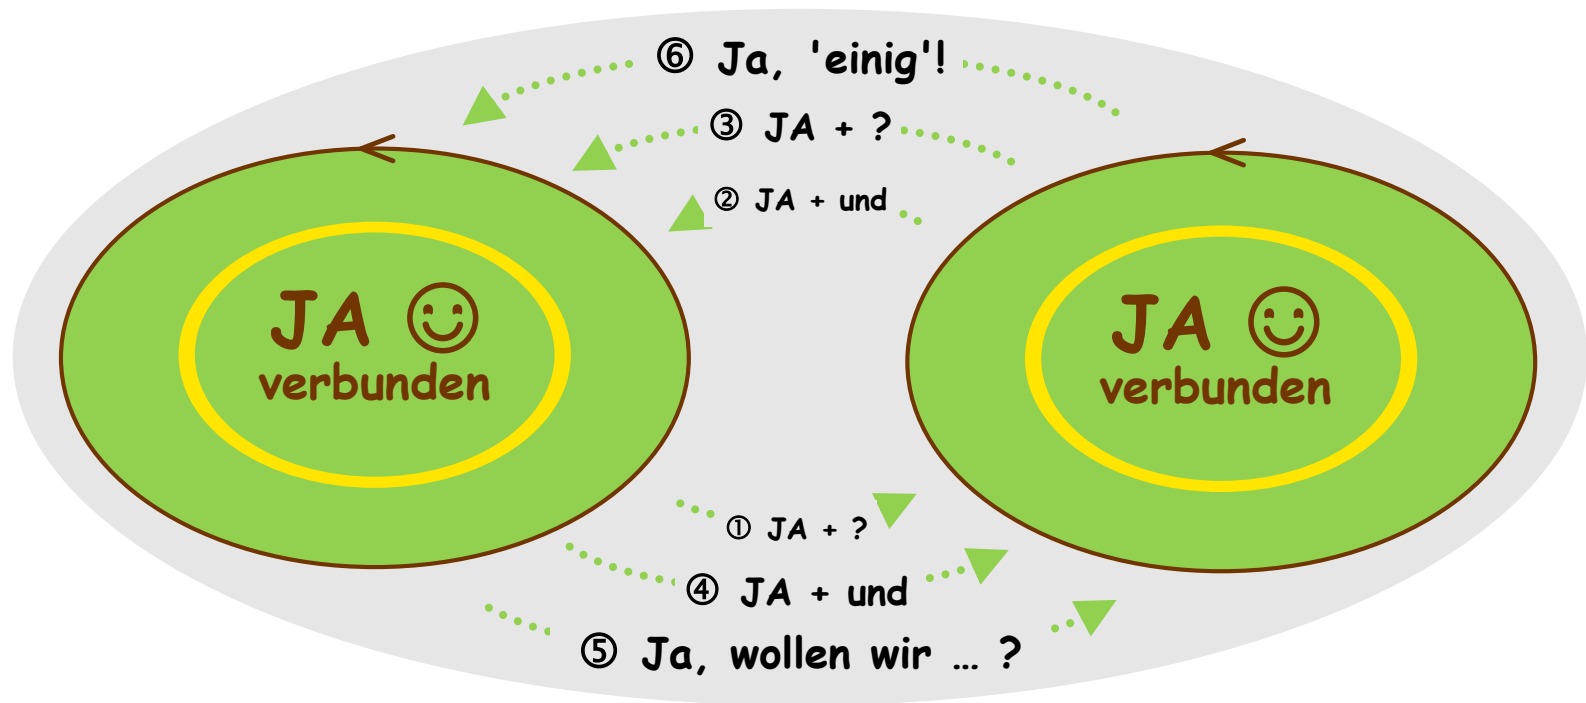 ⑥ Ja, 'einig'!
③ JA + ?
② JA + und
JA ☺
verbunden
JA ☺
verbunden
① JA + ?
④ JA + und
⑤ Ja, wollen wir … ?